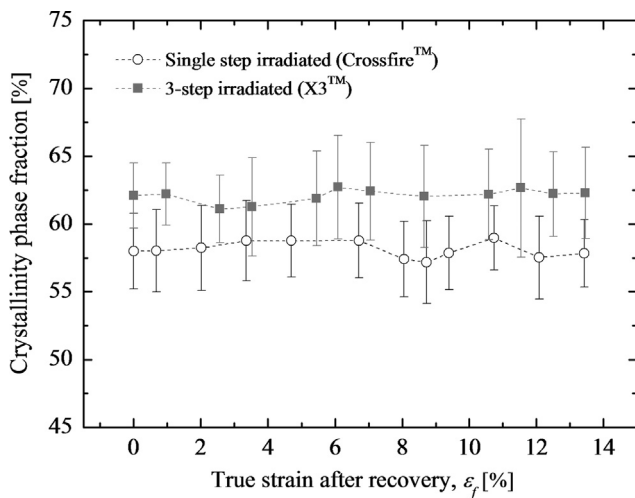 75
70
65
60
55
50
45
Crystallinity phase fraction [%]
Single step irradiated (Crossfire™)
3-step irradiated (X3™)
0 2 4 6 8 10 12 14
True strain after recovery, εf [%]